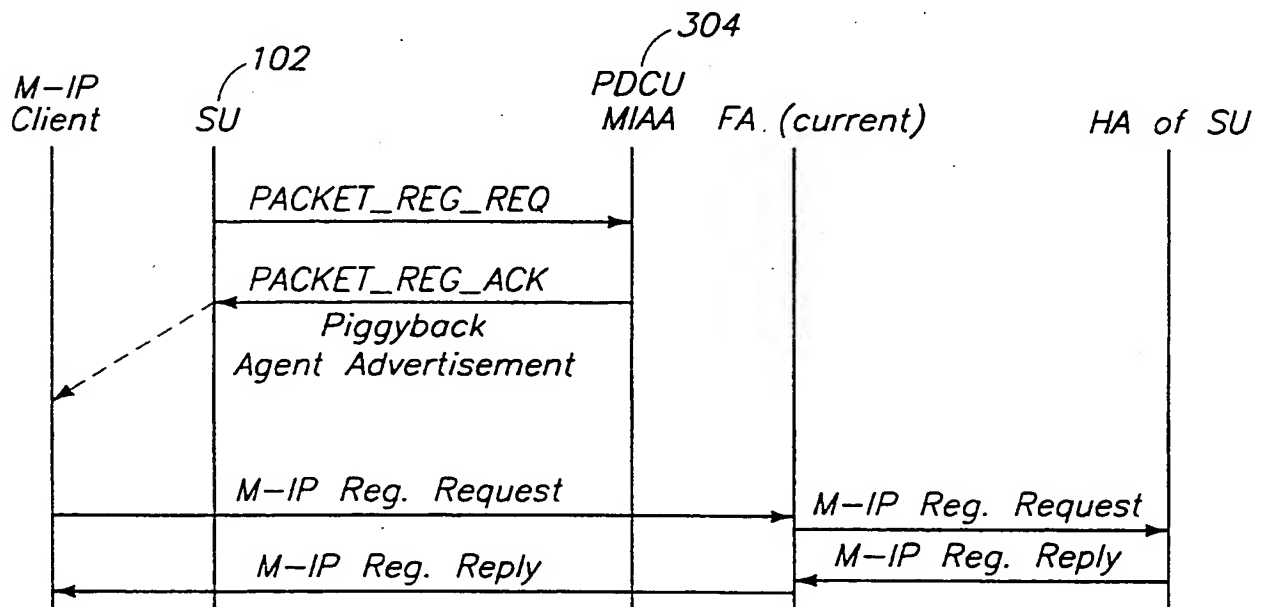 304
102
PDCU
M-IP
Client
SU
MIAA
FA. (current)
HA of SU
PACKET_REG_REQ
PACKET_REG_ACK
Piggyback
Agent Advertisement
M-IP Reg. Request
M-IP Reg. Request
M-IP Reg. Reply
M-IP Reg. Reply